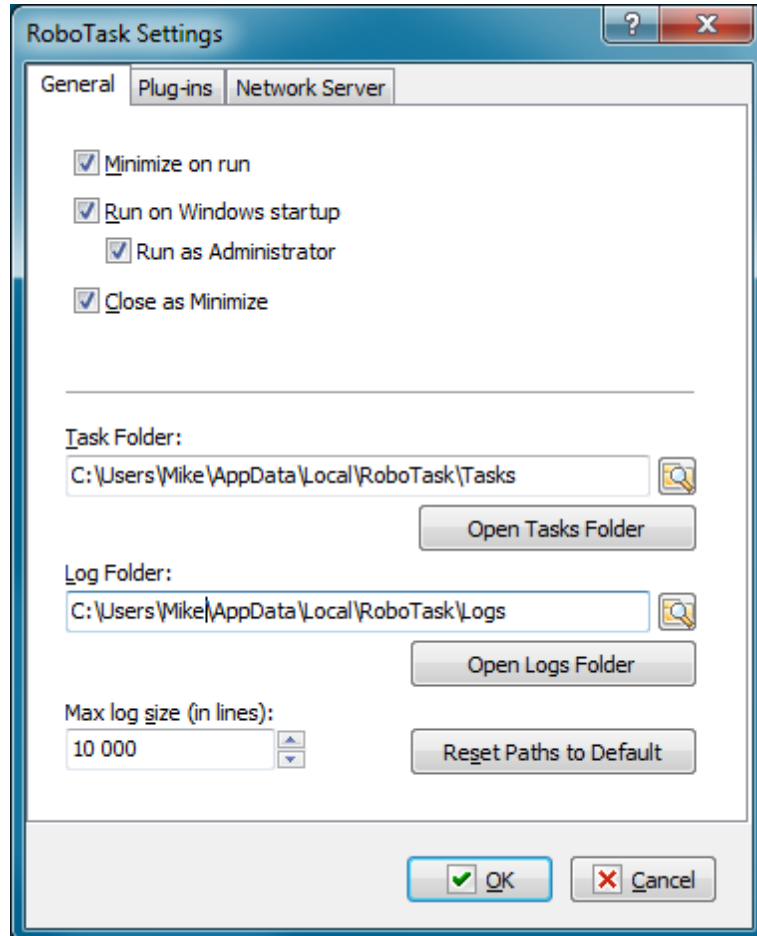 RoboTask Settings
General Plug-ins Network Server
Minimize on run
Run on Windows startup
Run as Administrator
Close as Minimize
Task Folder:
C:\Users\Mike\AppData\Local\RoboTask\Tasks
Open Tasks Folder
Log Folder:
C:\Users\Mike\AppData\Local\RoboTask\Logs
Open Logs Folder
Max log size (in lines):
10 000
Reset Paths to Default
OK Cancel